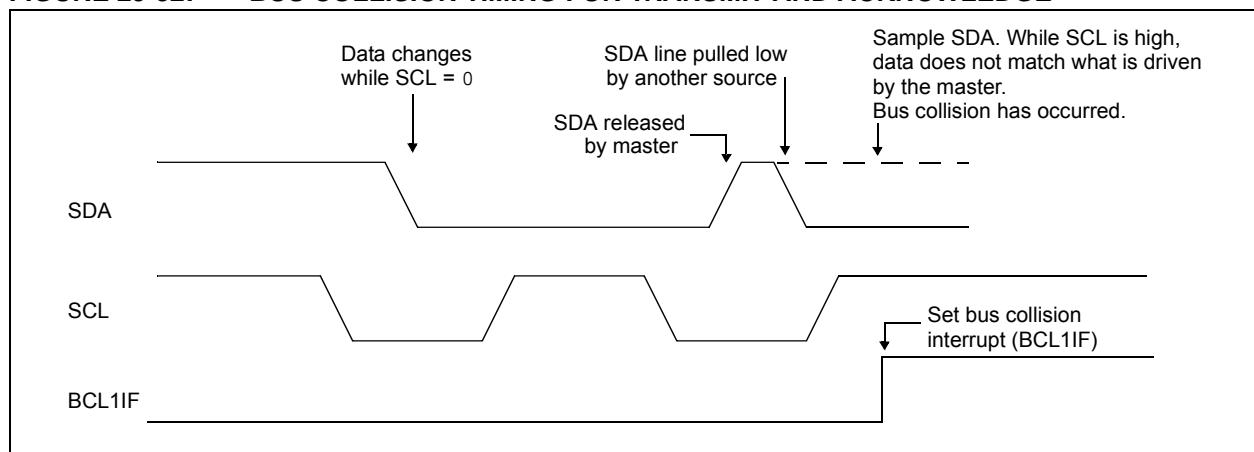 Data changes
while SCL = 0
SDA line pulled low
by another source
SDA released
by master
Sample SDA. While SCL is high,
data does not match what is driven
by the master.
Bus collision has occurred.
SDA
SCL
Set bus collision
interrupt (BCL1IF)
BCL1IF